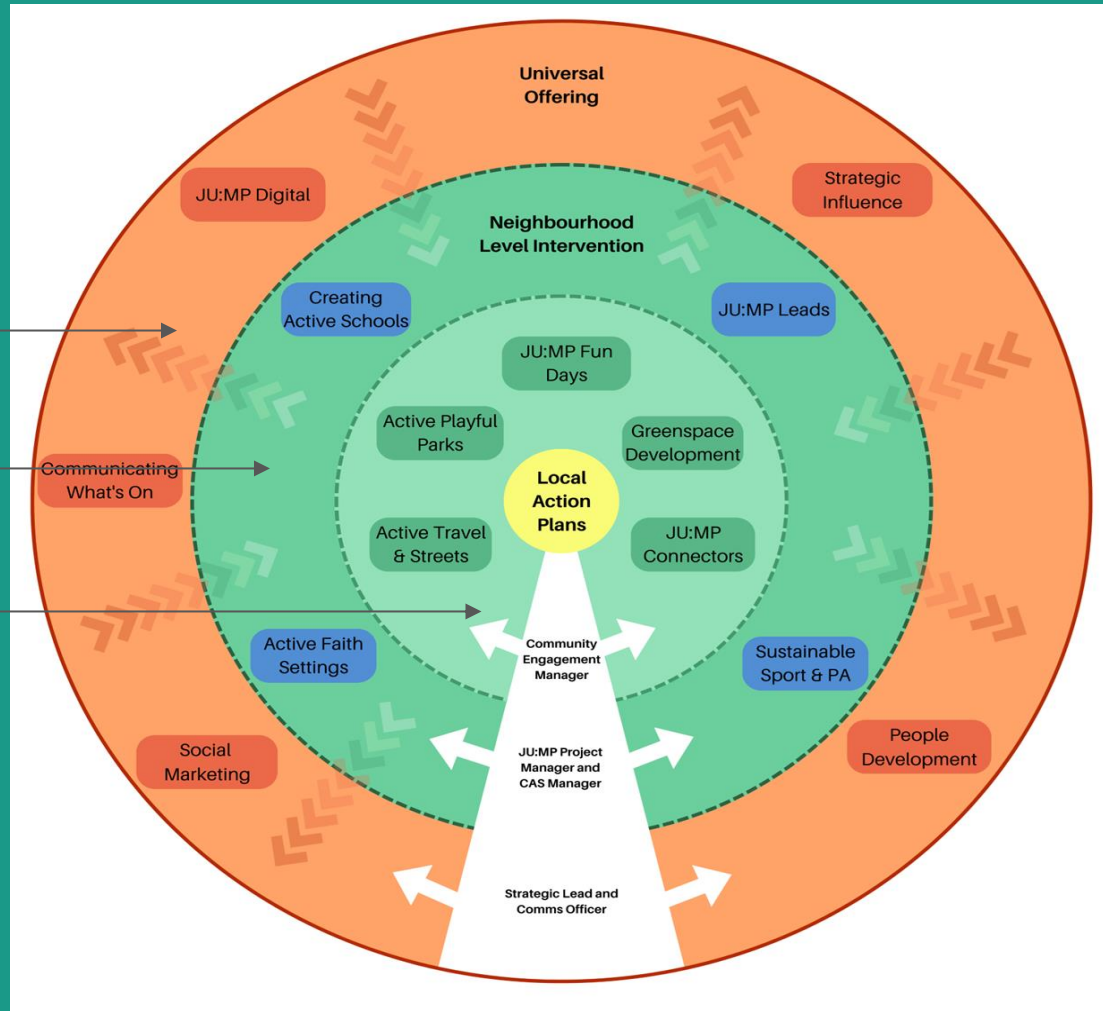 Universal
Offering
JU:MP Digital
Strategic
Influence
Neighbourhood
Level Intervention
Creating
Active Schools
JU:MP Leads
JU:MP Fun
Days
Active Playful
Parks
Greenspace
Development
Communicating
What's On
Local
Action
Plans
Active Travel
& Streets
JU:MP
Connectors
Active Faith
Settings
Community
Engagement
Manager
Sustainable
Sport & PA
Social
Marketing
JU:MP Project
Manager and
CAS Manager
People
Development
Strategic Lead and
Comms Officer